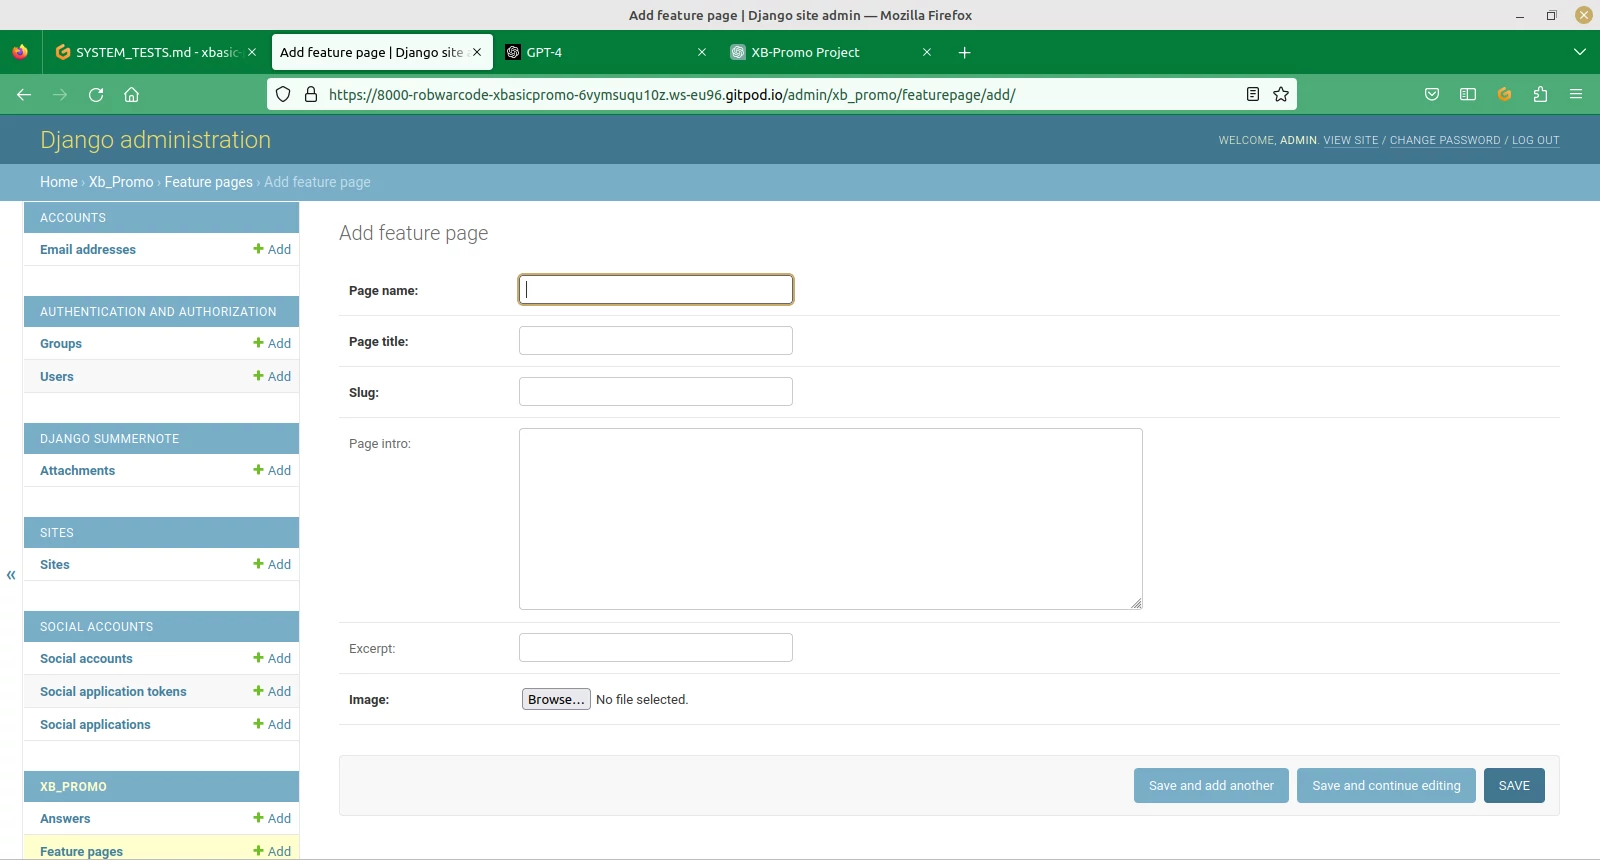 Add feature page | Django site admin — Mozilla Firefox
SYSTEM_TESTS.md - xbasic-
Add feature page | Django site
GPT-4
XB-Promo Project
https://8000-robwarcode-xbasicpromo-6vymsuqu10z.ws-eu96.gitpod.io/admin/xb_promo/featurepage/add/
Django administration
WELCOME, ADMIN. VIEW SITE / CHANGE PASSWORD / LOG OUT
Home › Xb_Promo › Feature pages › Add feature page
ACCOUNTS
Email addresses + Add
AUTHENTICATION AND AUTHORIZATION
Groups + Add
Users + Add
DJANGO SUMMERNOTE
Attachments + Add
SITES
Sites + Add
«
SOCIAL ACCOUNTS
Social accounts + Add
Social application tokens + Add
Social applications + Add
XB_PROMO
Answers + Add
Feature pages + Add
Add feature page
Page name:
Page title:
Slug:
Page intro:
Excerpt:
Image: Browse... No file selected.
Save and add another Save and continue editing SAVE